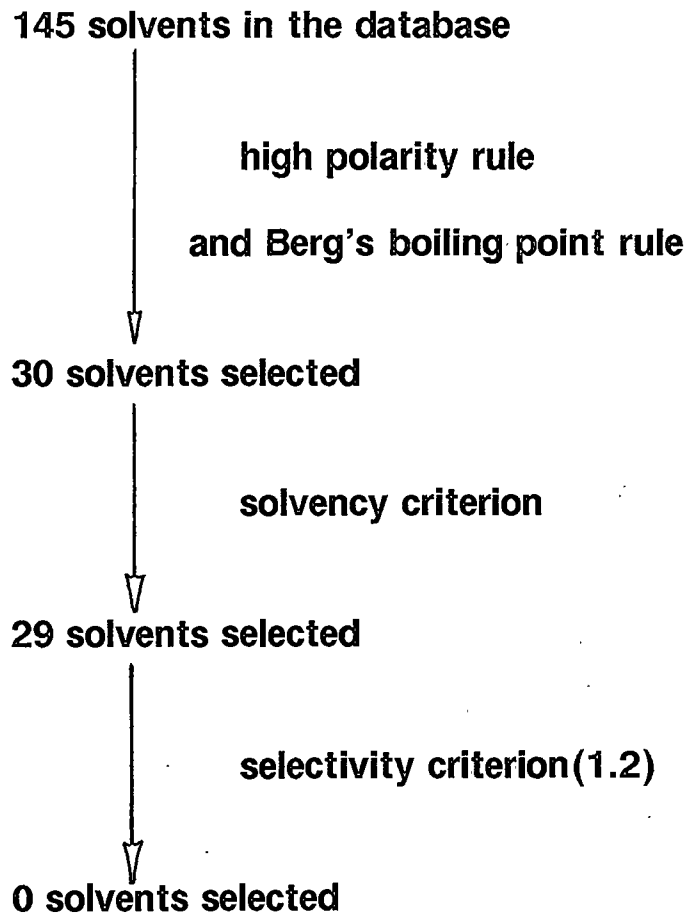 145 solvents in the database
high polarity rule
and Berg's boiling point rule
30 solvents selected
solvency criterion
29 solvents selected
selectivity criterion(1.2)
0 solvents selected